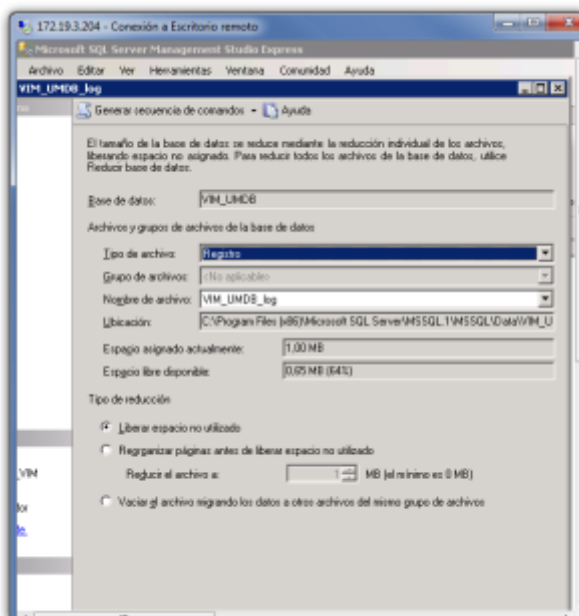 172.19.3.204 - Conexión a Escritorio remoto
Microsoft SQL Server Management Studio Express
Archivo Editar Ver Herramientas Ventana Comunidad Ayuda
VIM_UMDB_log
Generar secuencia de comandos Ayuda
El tamaño de la base de datos se reduce mediante la reducción individual de los archivos,
liberando espacio no asignado. Para reducir todos los archivos de la base de datos, utilice
Reducir base de datos.
Base de datos: VIM_UMDB
Archivos y grupos de archivos de la base de datos
Tipo de archivo: Registro
Grupo de archivos: <No aplicable>
Nombre de archivo: VIM_UMDB_log
Ubicación: C:\Program Files (x86)\Microsoft SQL Server\MSSQL.1\MSSQL\Data\VIM_U
Espacio asignado actualmente: 1,00 MB
Espacio libre disponible: 0,65 MB (64%)
Tipo de reducción
Liberar espacio no utilizado
Reorganizar páginas antes de liberar espacio no utilizado
Reducir el archivo a: 1 MB (el mínimo es 0 MB)
_VIM
Vaciar el archivo migrando los datos a otros archivos del mismo grupo de archivos